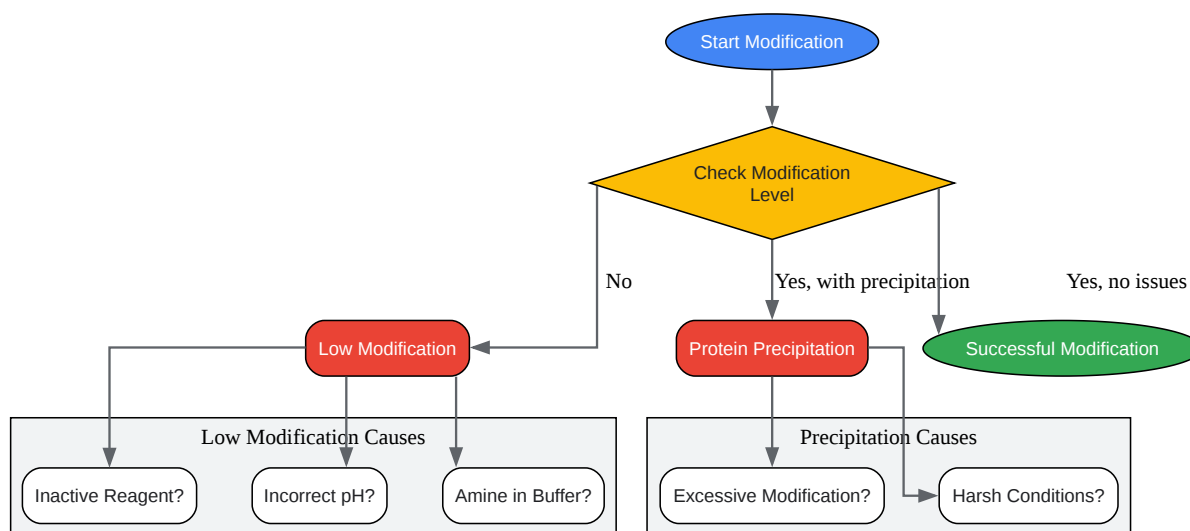 Start Modification
Check Modification
Level
No
Yes, with precipitation
Yes, no issues
Low Modification
Protein Precipitation
Successful Modification
Low Modification Causes
Precipitation Causes
Inactive Reagent?
Incorrect pH?
Amine in Buffer?
Excessive Modification?
Harsh Conditions?